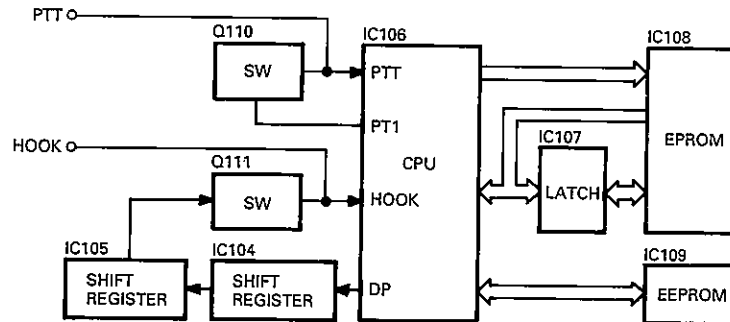 PTT
Q110
SW
IC106
PTT
PT1
CPU
HOOK
DP
IC108
EPROM
HOOK
Q111
SW
IC107
LATCH
IC105
SHIFT
REGISTER
IC104
SHIFT
REGISTER
IC109
EEPROM